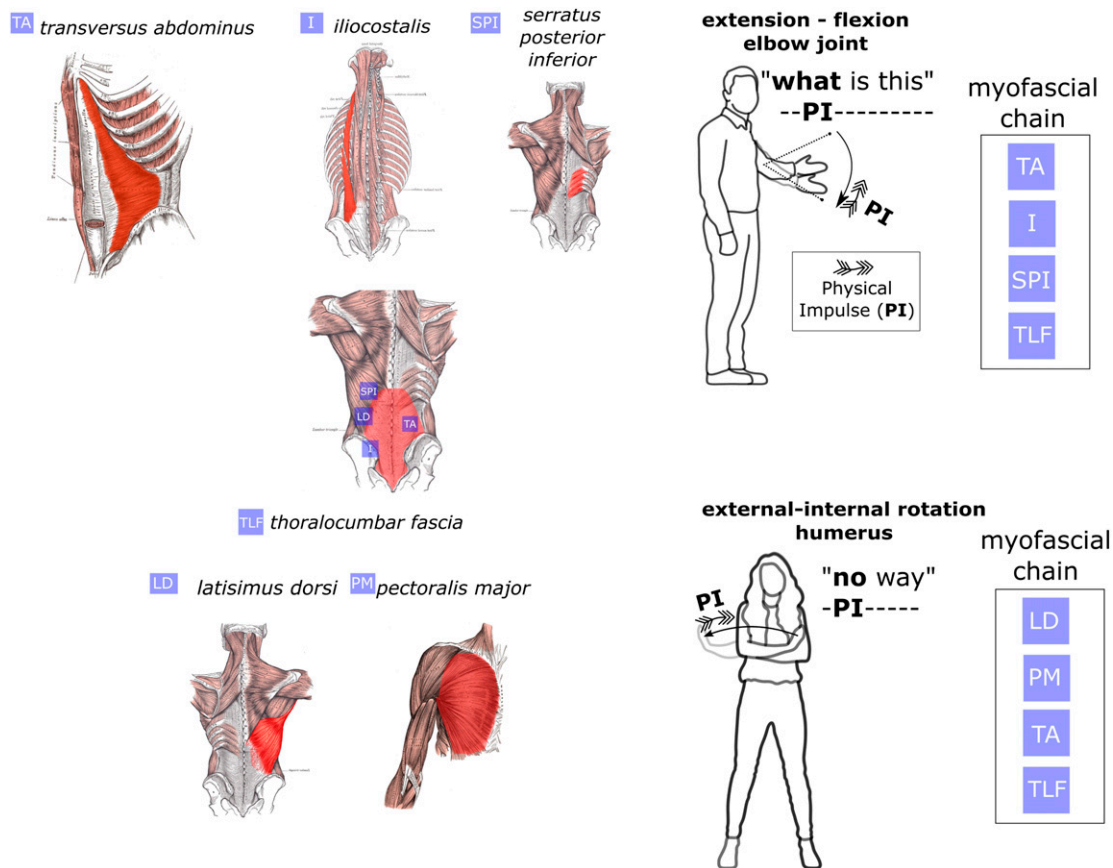 TA transversus abdominus
I iliocostalis
SPI serratus
posterior
inferior
SPI
LD
TA
I
TLF thoralocumbar fascia
LD latisimus dorsi
PM pectoralis major
extension - flexion
elbow joint
"what is this"
--PI---------
PI
Physical
Impulse (PI)
myofascial
chain
TA
I
SPI
TLF
external-internal rotation
humerus
"no way"
-PI-----
PI
myofascial
chain
LD
PM
TA
TLF